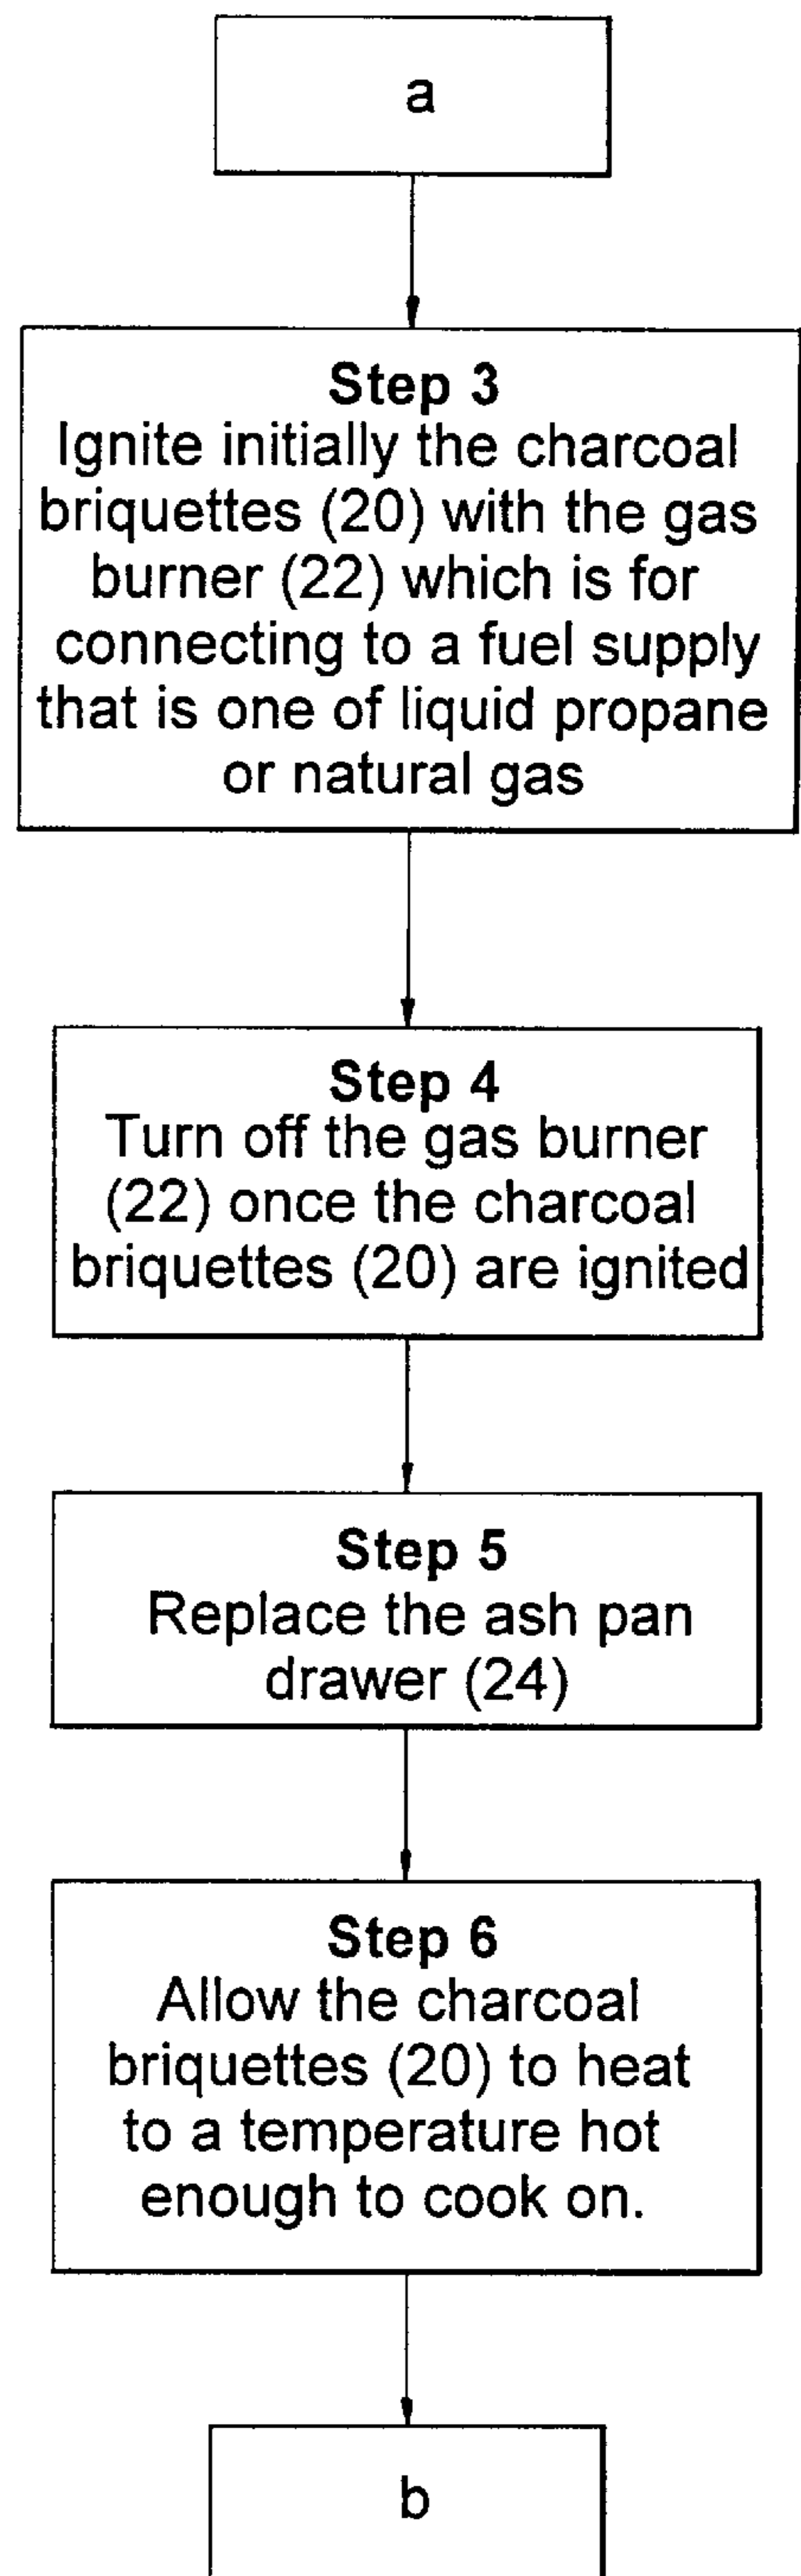 a
Step 3
Ignite initially the charcoal
briquettes (20) with the gas
burner (22) which is for
connecting to a fuel supply
that is one of liquid propane
or natural gas
Step 4
Turn off the gas burner
(22) once the charcoal
briquettes (20) are ignited
Step 5
Replace the ash pan
drawer (24)
Step 6
Allow the charcoal
briquettes (20) to heat
to a temperature hot
enough to cook on.
b